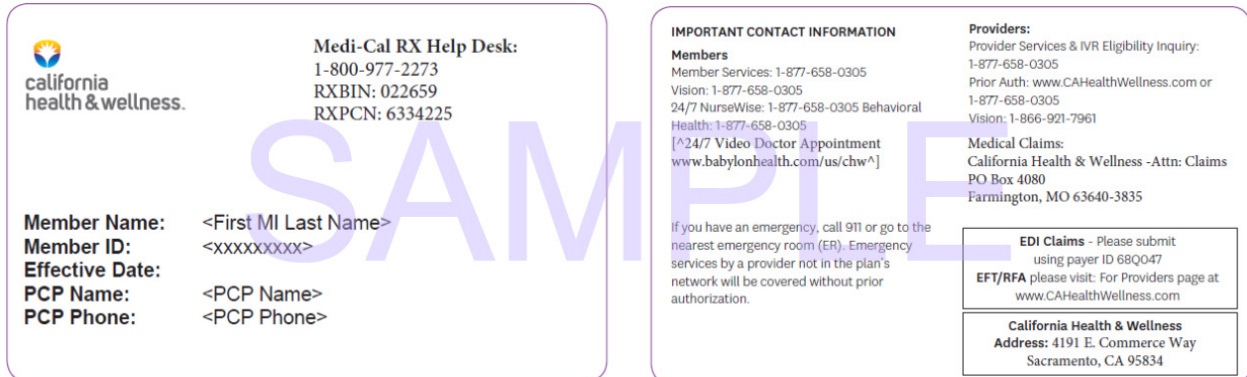 california
health & wellness.
Medi-Cal RX Help Desk:
1-800-977-2273
RXBIN: 022659
RXPCN: 6334225
Member Name: <First MI Last Name>
Member ID: <xxxxxxxxx>
Effective Date:
PCP Name: <PCP Name>
PCP Phone: <PCP Phone>
SAMPLE
IMPORTANT CONTACT INFORMATION
Members
Member Services: 1-877-658-0305
Vision: 1-877-658-0305
24/7 NurseWise: 1-877-658-0305 Behavioral
Health: 1-877-658-0305
[^24/7 Video Doctor Appointment
www.babylonhealth.com/us/chw^]
If you have an emergency, call 911 or go to the
nearest emergency room (ER). Emergency
services by a provider not in the plan's
network will be covered without prior
authorization.
Providers:
Provider Services & IVR Eligibility Inquiry:
1-877-658-0305
Prior Auth: www.CAHealthWellness.com or
1-877-658-0305
Vision: 1-866-921-7961
Medical Claims:
California Health & Wellness -Attn: Claims
PO Box 4080
Farmington, MO 63640-3835
EDI Claims - Please submit
using payer ID 68Q047
EFT/RFA please visit: For Providers page at
www.CAHealthWellness.com
California Health & Wellness
Address: 4191 E. Commerce Way
Sacramento, CA 95834